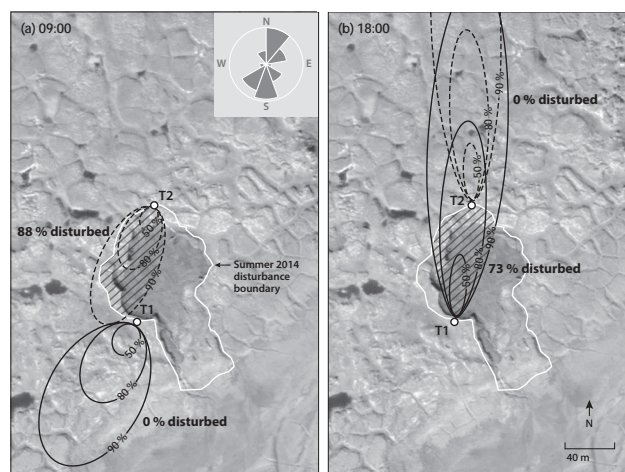 (a) 09:00
N
W
E
S
T2
50 %
88% disturbed
80 %
90 %
Summer 2014
disturbance
boundary
T1
50 %
80 %
0 % disturbed
90 %
(b) 18:00
90 %
0 % disturbed
80 %
50 %
T2
90 %
80 %
73 % disturbed
50 %
T1
N
40 m